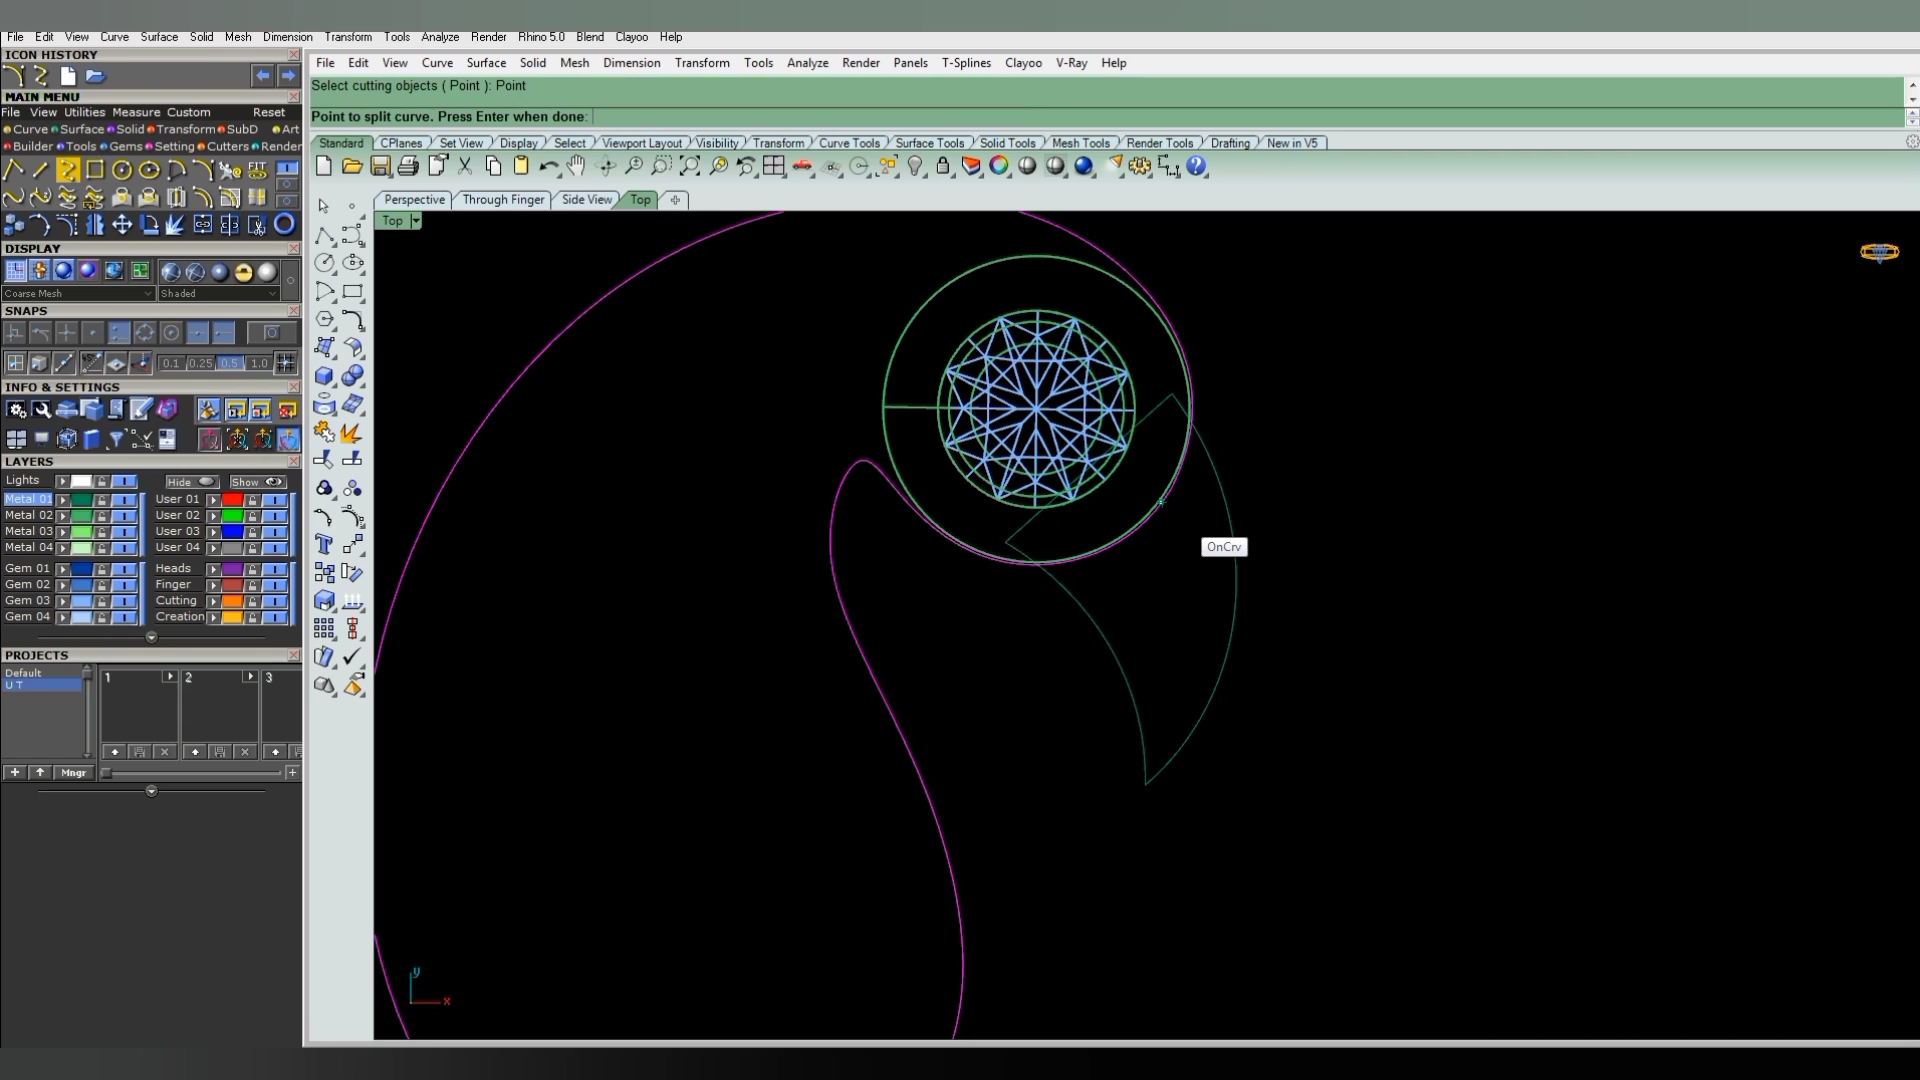 File Edit View Curve Surface Solid Mesh Dimension Transform Tools Analyze Render Rhino 5.0 Blend Clayoo Help
ICON HISTORY
MAIN MENU
File View Utilities Measure Custom Reset
Curve Surface Solid Transform SubD Art
Builder Tools Gems Setting Cutters Render
FIT
DISPLAY
Coarse Mesh Shaded
SNAPS
0.1 0.25 0.5 1.0
INFO & SETTINGS
LAYERS
Lights Hide Show
Metal 01 User 01
Metal 02 User 02
Metal 03 User 03
Metal 04 User 04
Gem 01 Heads
Gem 02 Finger
Gem 03 Cutting
Gem 04 Creation
PROJECTS
Default
U T
1 2 3
Mngr
File Edit View Curve Surface Solid Mesh Dimension Transform Tools Analyze Render Panels T-Splines Clayoo V-Ray Help
Select cutting objects ( Point ): Point
Point to split curve. Press Enter when done:
Standard CPlanes Set View Display Select Viewport Layout Visibility Transform Curve Tools Surface Tools Solid Tools Mesh Tools Render Tools Drafting New in V5
Perspective Through Finger Side View Top
Top
OnCrv
y
x